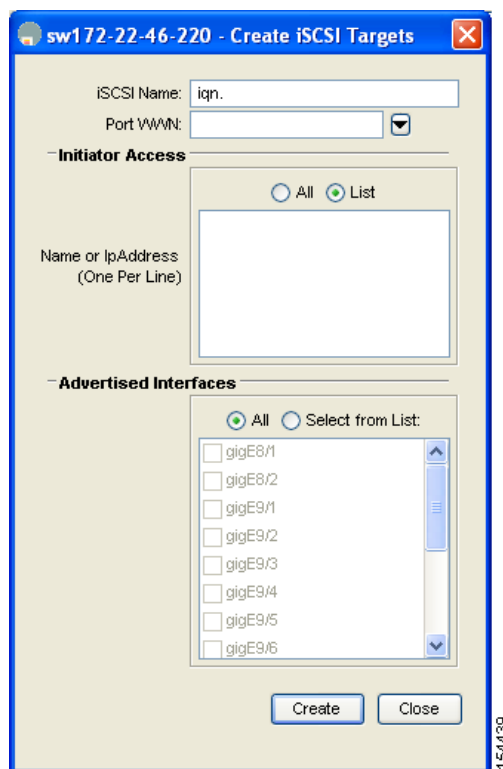 sw172-22-46-220 - Create iSCSI Targets
iSCSI Name: iqn.
Port WWN:
Initiator Access
All List
Name or IpAddress
(One Per Line)
Advertised Interfaces
All Select from List:
gigE8/1
gigE8/2
gigE9/1
gigE9/2
gigE9/3
gigE9/4
gigE9/5
gigE9/6
Create Close
154439